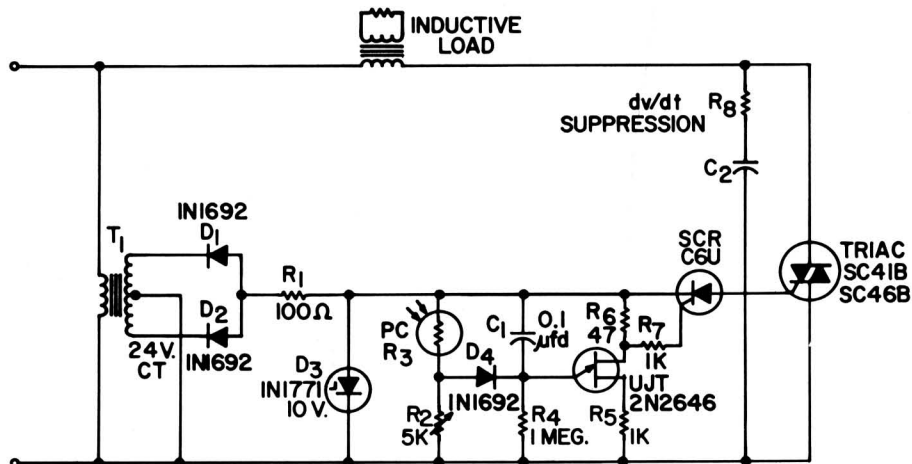 INDUCTIVE
LOAD
dv/dt
SUPPRESSION
R8
C2
IN1692
D1
T1
R1
100Ω
D2
IN1692
24V.
CT
D3
IN1771
10V.
PC
R3
D4
IN1692
R2
5K
C1
0.1
µfd
R4
1 MEG.
R6
47
R7
1K
UJT
2N2646
R5
1K
SCR
C6U
TRIAC
SC41B
SC46B